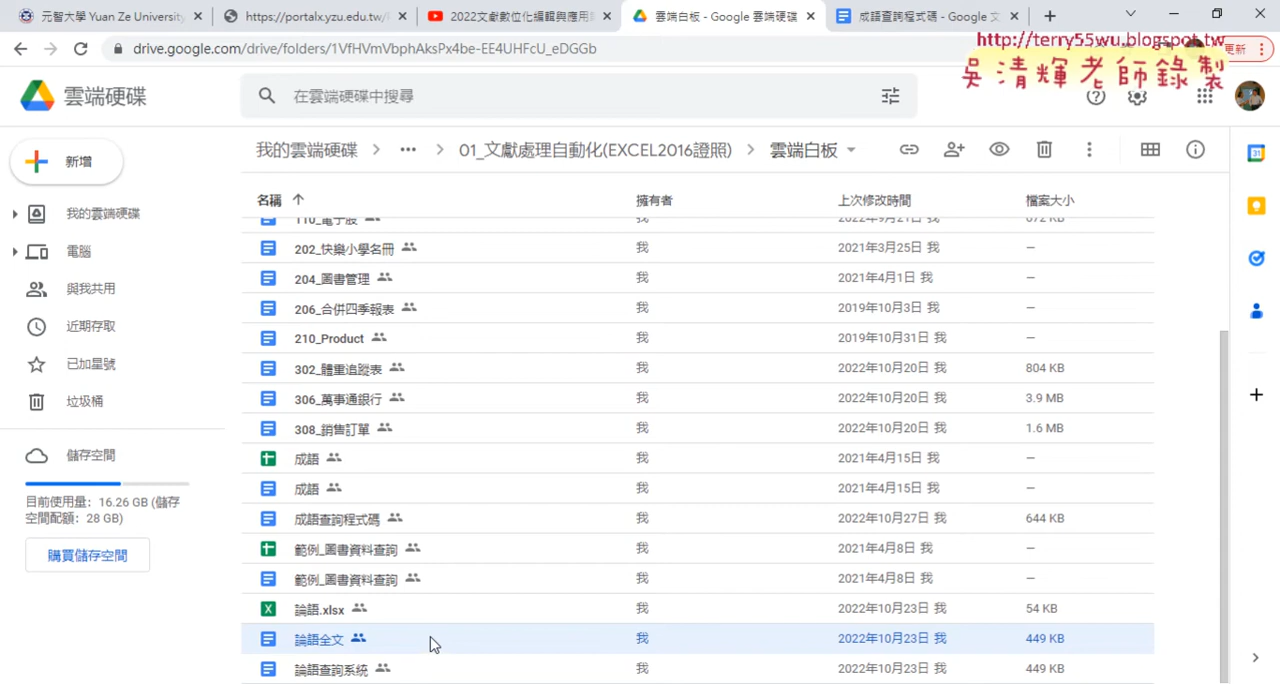 元智大學 Yuan Ze University
https://portalx.yzu.edu.tw/
2022文獻數位化編輯與應用
雲端白板 - Google 雲端硬碟
成語查詢程式碼 - Google 文
drive.google.com/drive/folders/1VfHVmVbphAksPx4be-EE4UHFcU_eDGGb
更新
http://terry55wu.blogspot.tw
吳清輝老師錄製
雲端硬碟
在雲端硬碟中搜尋
新增
我的雲端硬碟
電腦
與我共用
近期存取
已加星號
垃圾桶
儲存空間
目前使用量: 16.26 GB (儲存
空間配額: 28 GB)
購買儲存空間
我的雲端硬碟 > ••• > 01_文獻處理自動化(EXCEL2016證照) > 雲端白板
名稱 擁有者 上次修改時間 檔案大小
110_電子股 我 2022年9月21日 我 672 KB
202_快樂小學名冊 我 2021年3月25日 我 –
204_圖書管理 我 2021年4月1日 我 –
206_合併四季報表 我 2019年10月3日 我 –
210_Product 我 2019年10月31日 我 –
302_體重追蹤表 我 2022年10月20日 我 804 KB
306_萬事通銀行 我 2022年10月20日 我 3.9 MB
308_銷售訂單 我 2022年10月20日 我 1.6 MB
成語 我 2021年4月15日 我 –
成語 我 2021年4月15日 我 –
成語查詢程式碼 我 2022年10月27日 我 644 KB
範例_圖書資料查詢 我 2021年4月8日 我 –
範例_圖書資料查詢 我 2021年4月8日 我 –
論語.xlsx 我 2022年10月23日 我 54 KB
論語全文 我 2022年10月23日 我 449 KB
論語查詢系統 我 2022年10月23日 我 449 KB
31